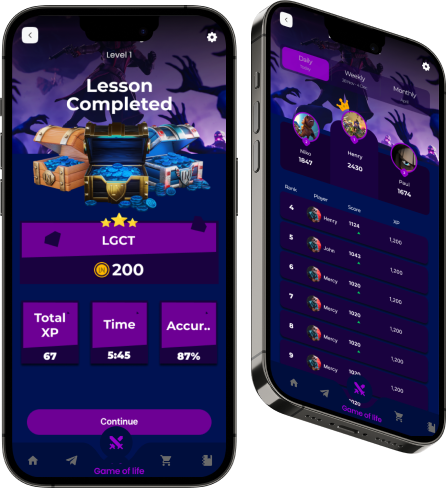 Level 1
Lesson
Completed
LGCT
200
Total
XP
67
Time
5:45
Accur..
87%
Continue
Game of life
Daily
Weekly
Monthly
Niky
1847
Henry
2430
Paul
1674
Rank Player Score XP
4 Henry 1124 1,200
5 John 1043 1,200
6 Mercy 1020 1,200
7 Mercy 1020 1,200
8 Mercy 1020 1,200
9 Mercy 1020 1,200
1020
Game of life